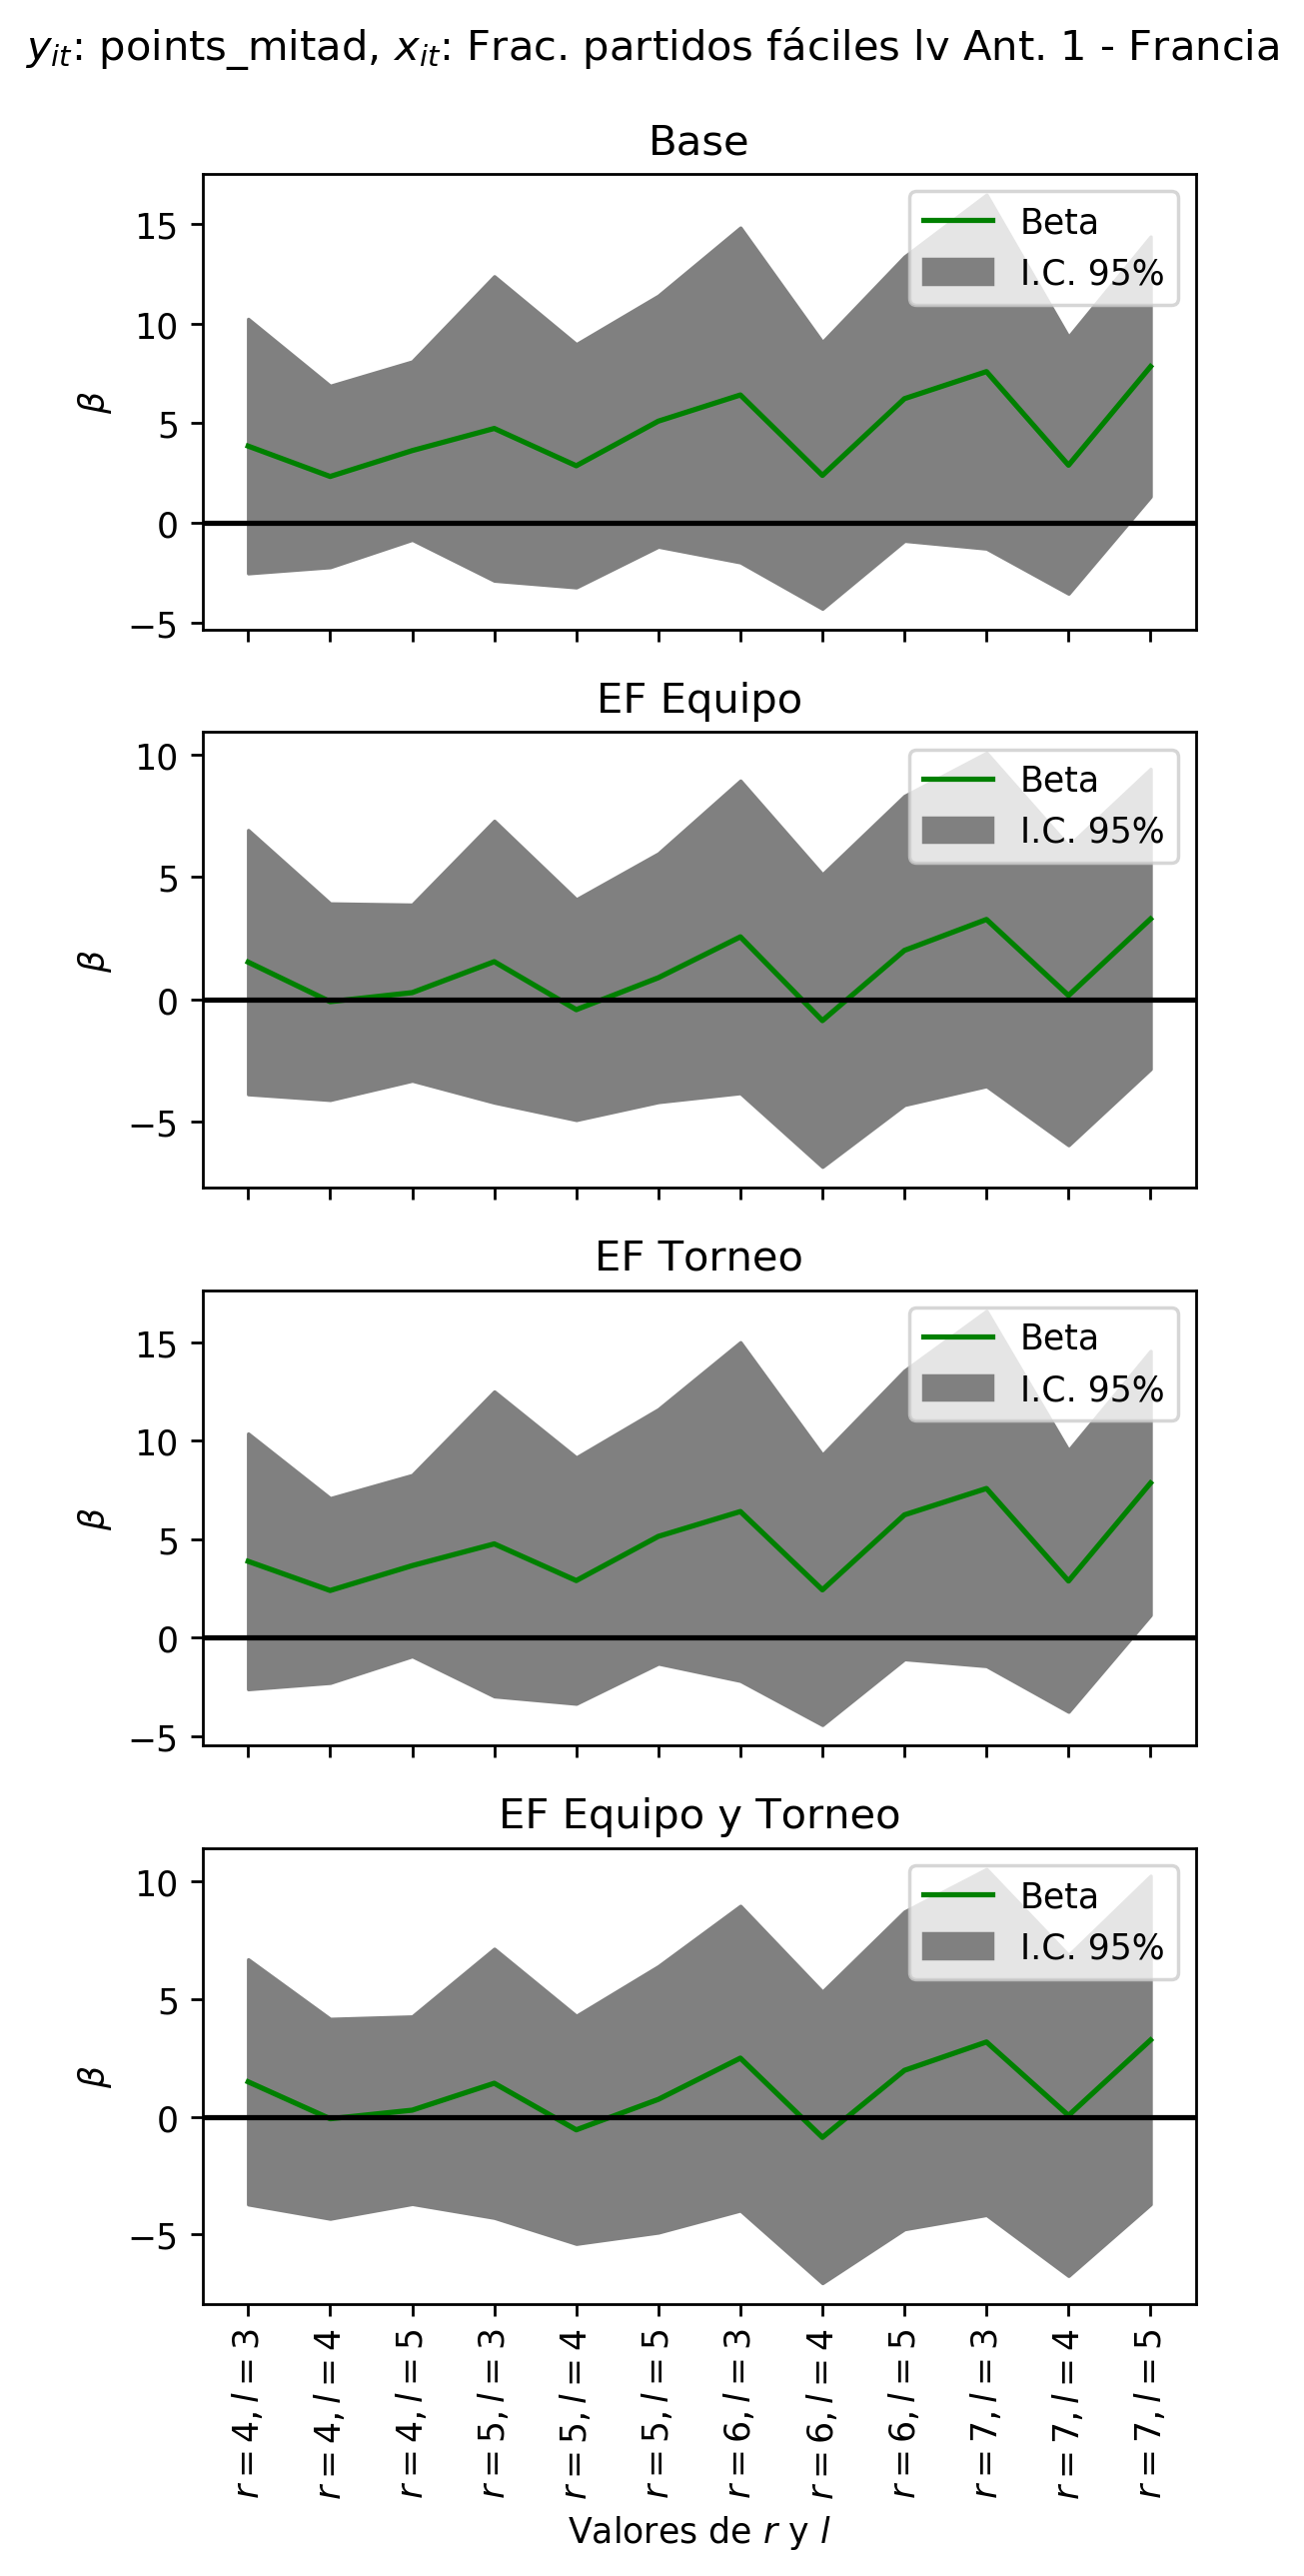 y_it: points_mitad, x_it: Frac. partidos fáciles lv Ant. 1 - Francia
Base
15
10
5
0
−5
β
Beta
I.C. 95%
EF Equipo
10
5
0
−5
β
Beta
I.C. 95%
EF Torneo
15
10
5
0
−5
β
Beta
I.C. 95%
EF Equipo y Torneo
10
5
0
−5
β
Beta
I.C. 95%
r = 4, l = 3
r = 4, l = 4
r = 4, l = 5
r = 5, l = 3
r = 5, l = 4
r = 5, l = 5
r = 6, l = 3
r = 6, l = 4
r = 6, l = 5
r = 7, l = 3
r = 7, l = 4
r = 7, l = 5
Valores de r y l